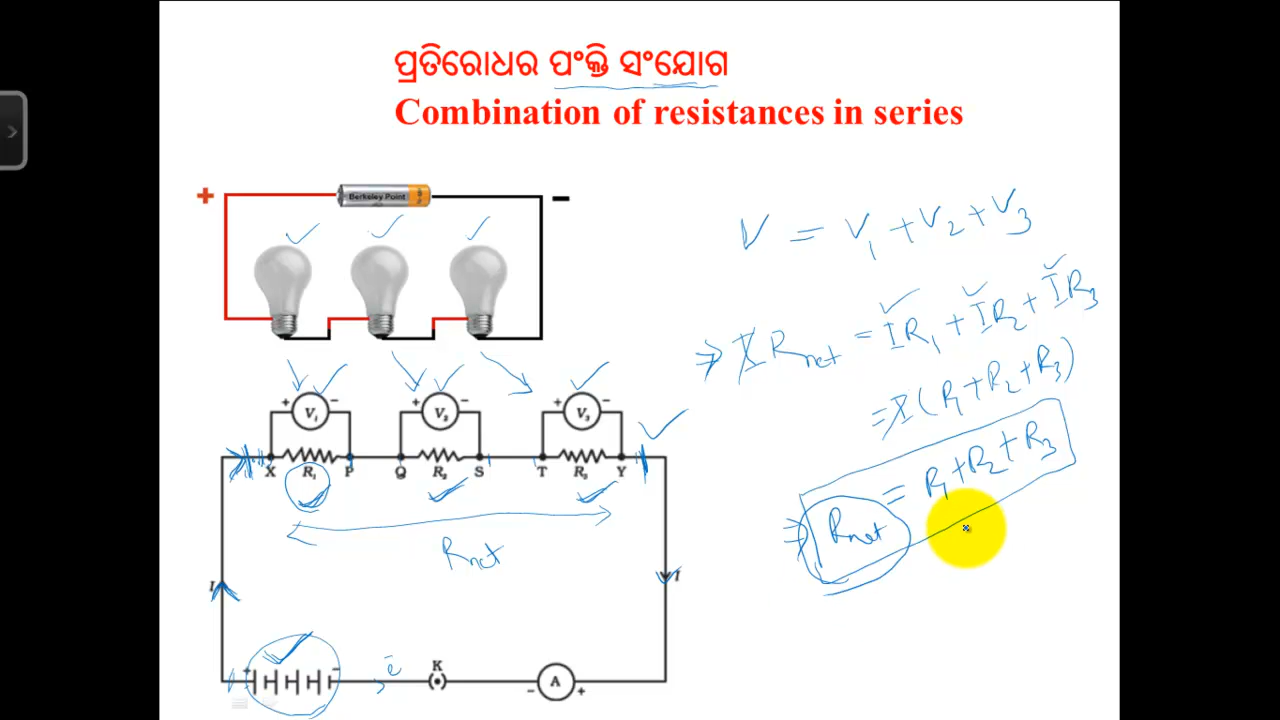 ପ୍ରତିରୋଧର ପଂକ୍ତି ସଂଯୋଗ
Combination of resistances in series
+ Berkeley Point −
V = V₁ + V₂ + V₃
⇒ I Rnet = IR₁ + IR₂ + IR₃
= I (R₁ + R₂ + R₃)
⇒ Rnet = R₁ + R₂ + R₃
+ V₁ − + V₂ − + V₃ −
X R₁ P Q R₂ S T R₃ Y
Rnet
I I
+ − e̅ K − A +